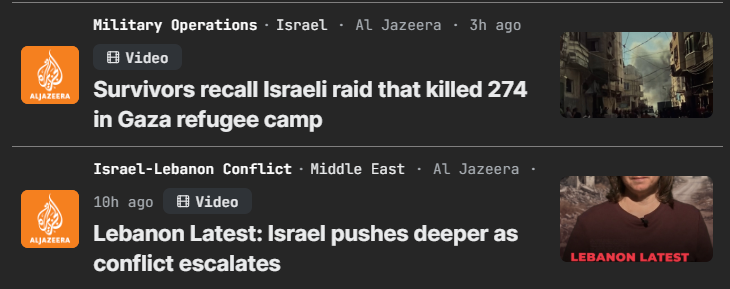 Military Operations · Israel · Al Jazeera · 3h ago
Video
Survivors recall Israeli raid that killed 274
in Gaza refugee camp
ALJAZEERA
Israel-Lebanon Conflict · Middle East · Al Jazeera ·
10h ago Video
Lebanon Latest: Israel pushes deeper as
conflict escalates
ALJAZEERA
LEBANON LATEST